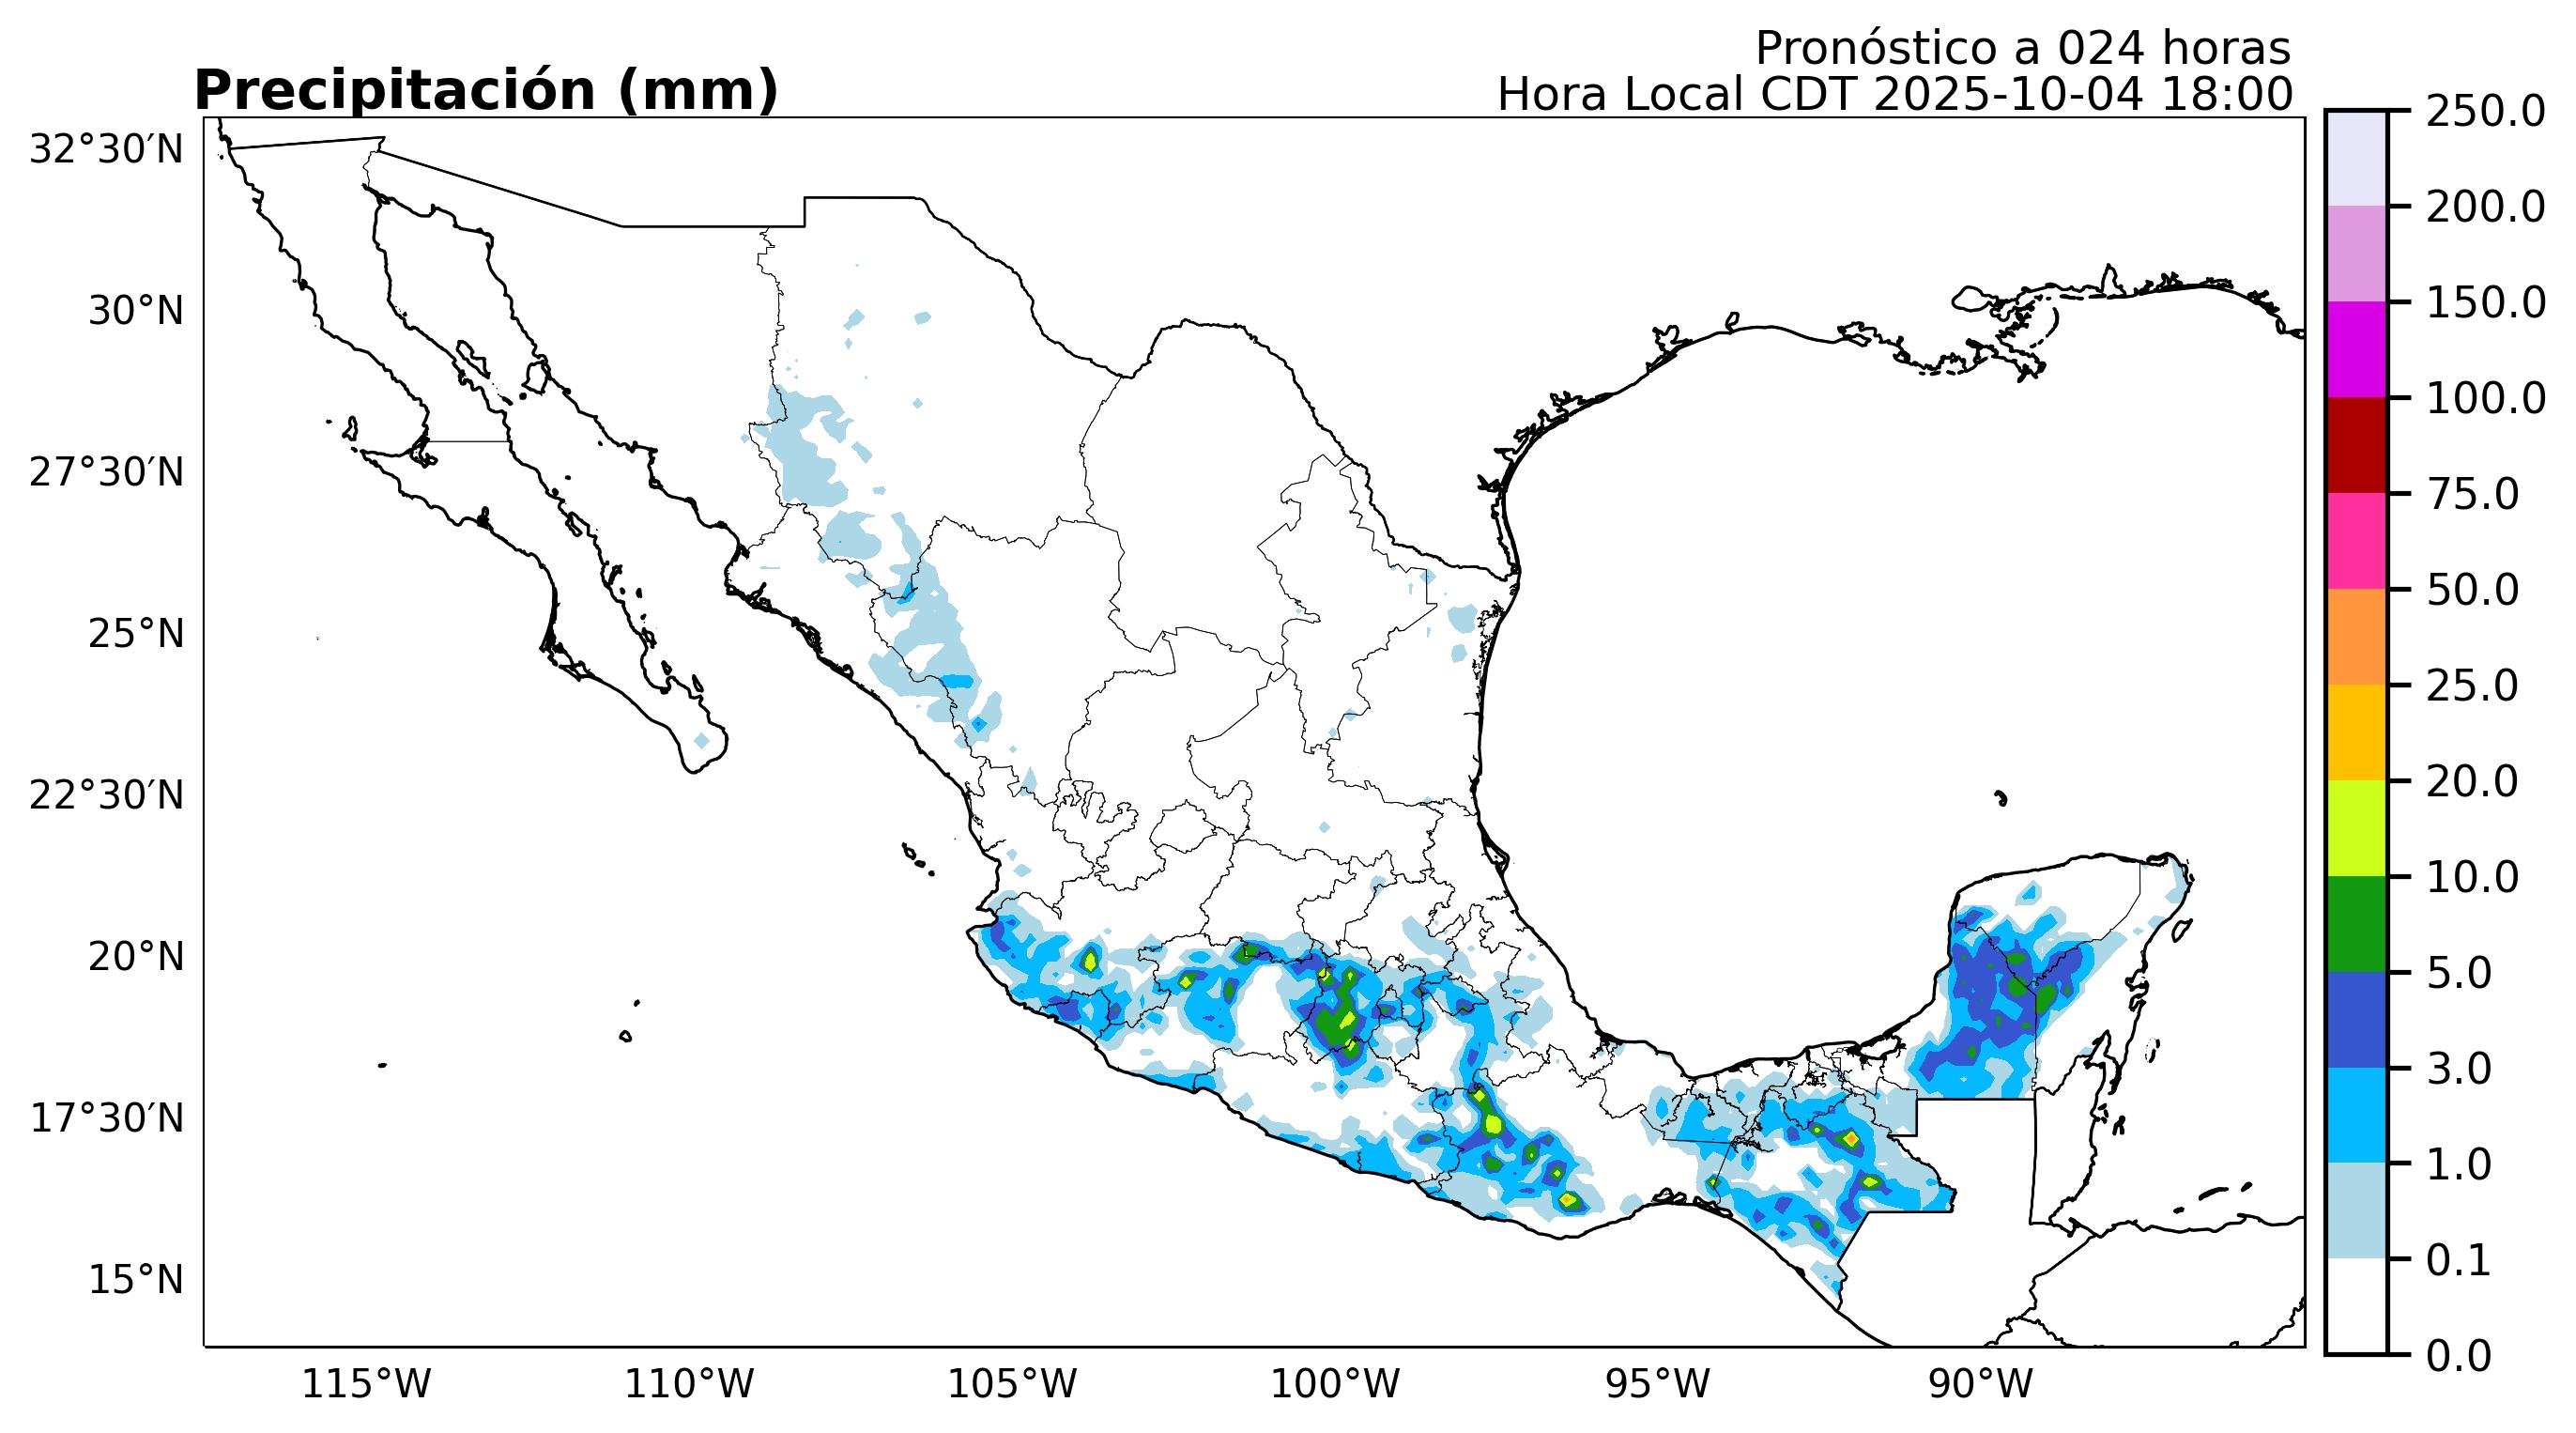 Pronóstico a 024 horas
Precipitación (mm)
Hora Local CDT 2025-10-04 18:00
32°30′N
30°N
27°30′N
25°N
22°30′N
20°N
17°30′N
15°N
115°W
110°W
105°W
100°W
95°W
90°W
250.0
200.0
150.0
100.0
75.0
50.0
25.0
20.0
10.0
5.0
3.0
1.0
0.1
0.0